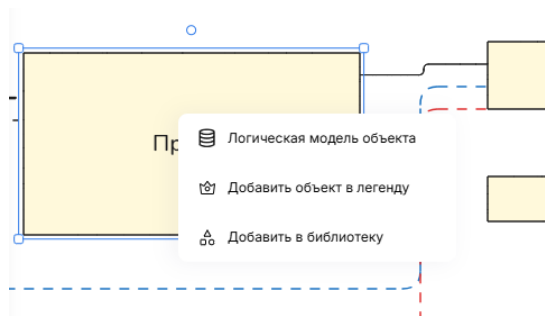 Пр
Логическая модель объекта
Добавить объект в легенду
Добавить в библиотеку